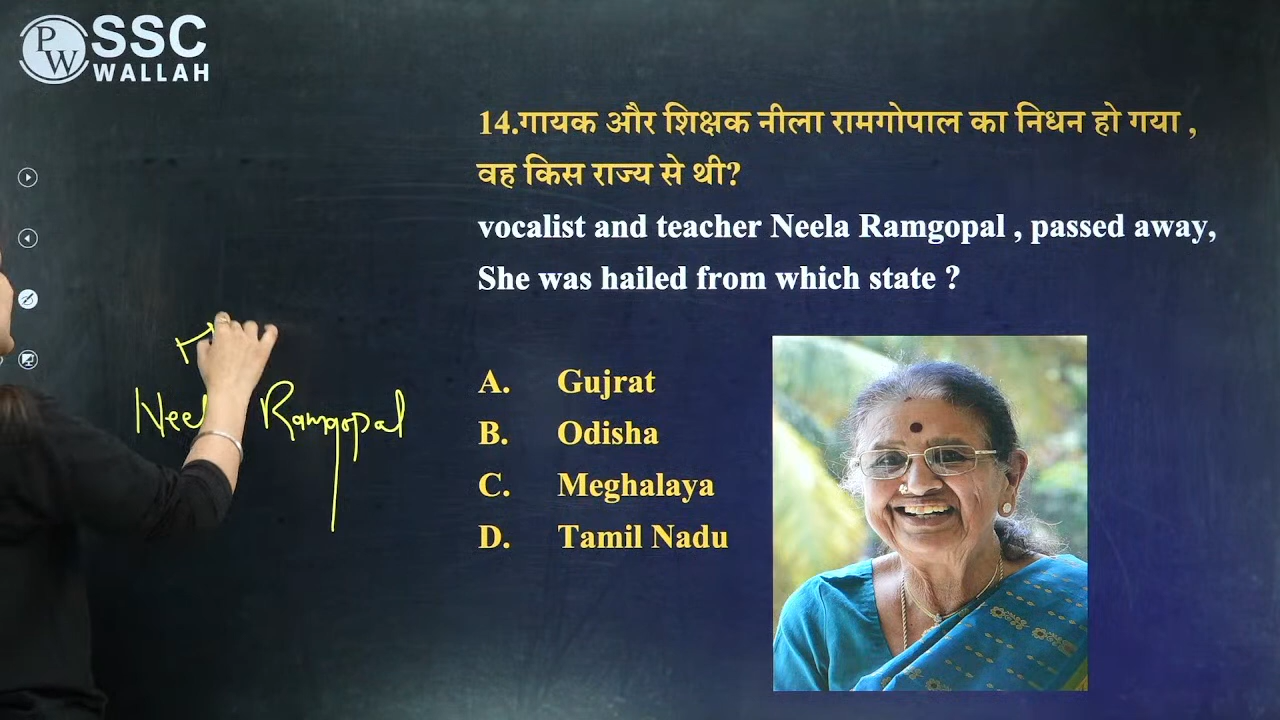 PW SSC
WALLAH
14.गायक और शिक्षक नीला रामगोपाल का निधन हो गया ,
वह किस राज्य से थी?
vocalist and teacher Neela Ramgopal , passed away,
She was hailed from which state ?
A. Gujrat
B. Odisha
C. Meghalaya
D. Tamil Nadu
Ramgopal